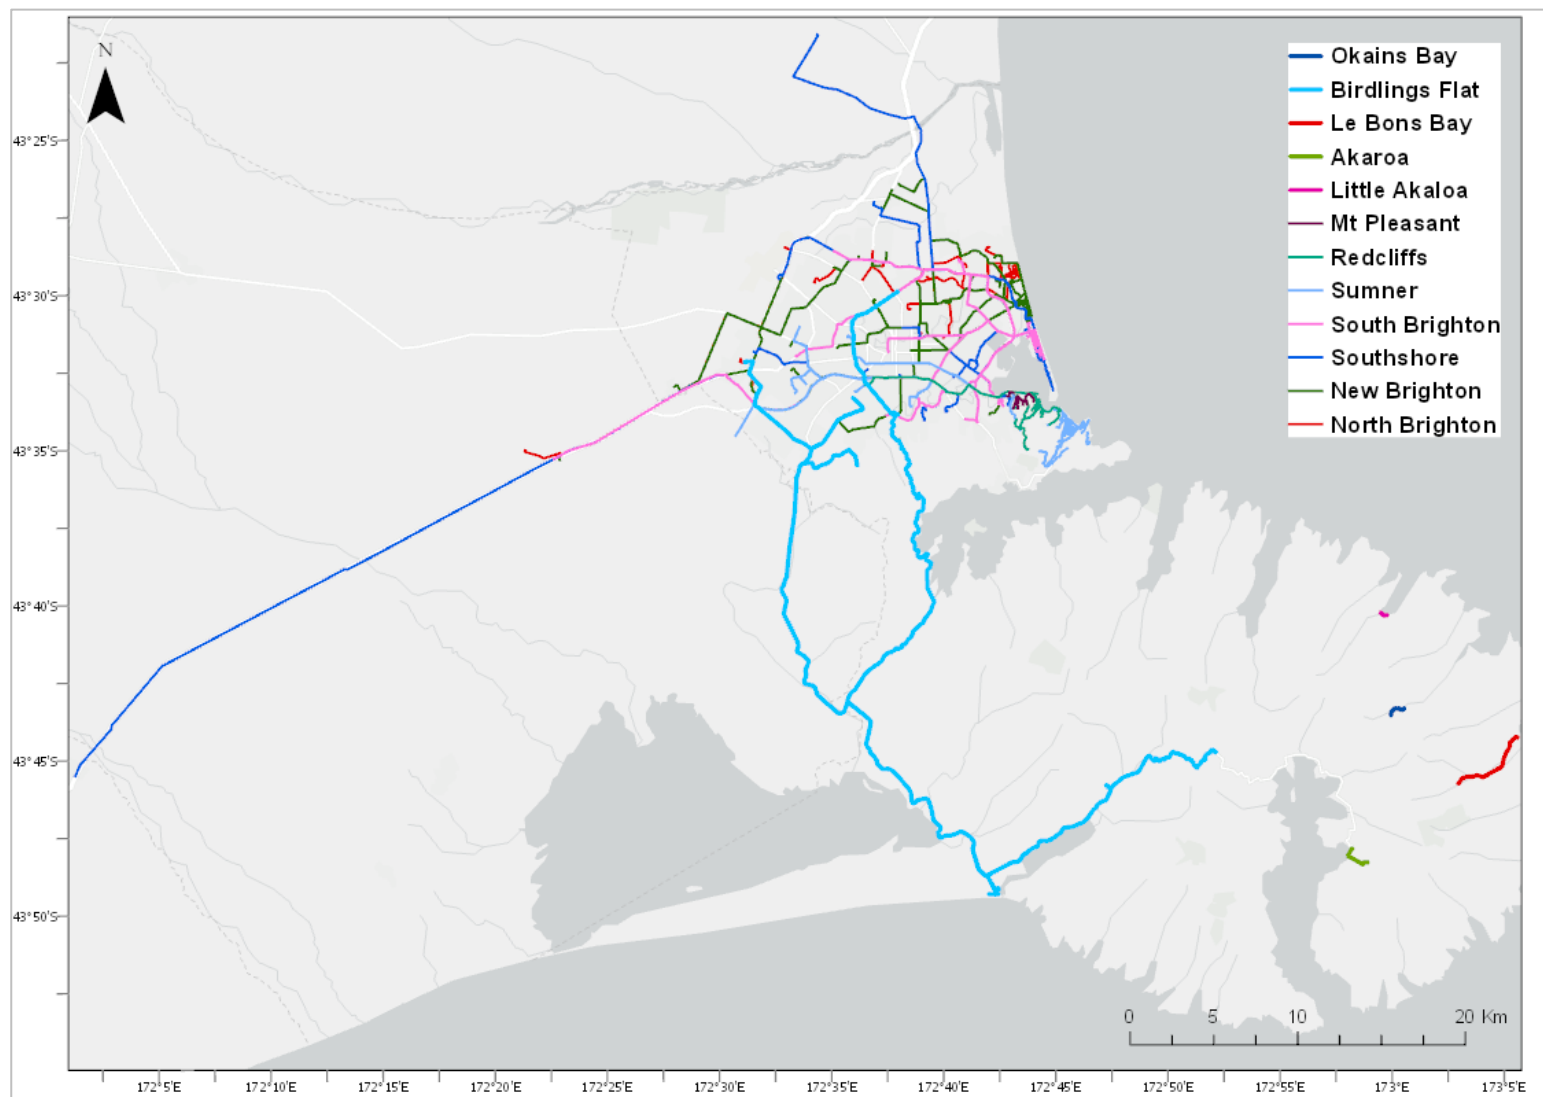 N
Okains Bay
Birdlings Flat
Le Bons Bay
Akaroa
Little Akaloa
Mt Pleasant
Redcliffs
Sumner
South Brighton
Southshore
New Brighton
North Brighton
43°25'S
43°30'S
43°35'S
43°40'S
43°45'S
43°50'S
0 5 10 20 Km
172°5'E 172°10'E 172°15'E 172°20'E 172°25'E 172°30'E 172°35'E 172°40'E 172°45'E 172°50'E 172°55'E 173°E 173°5'E